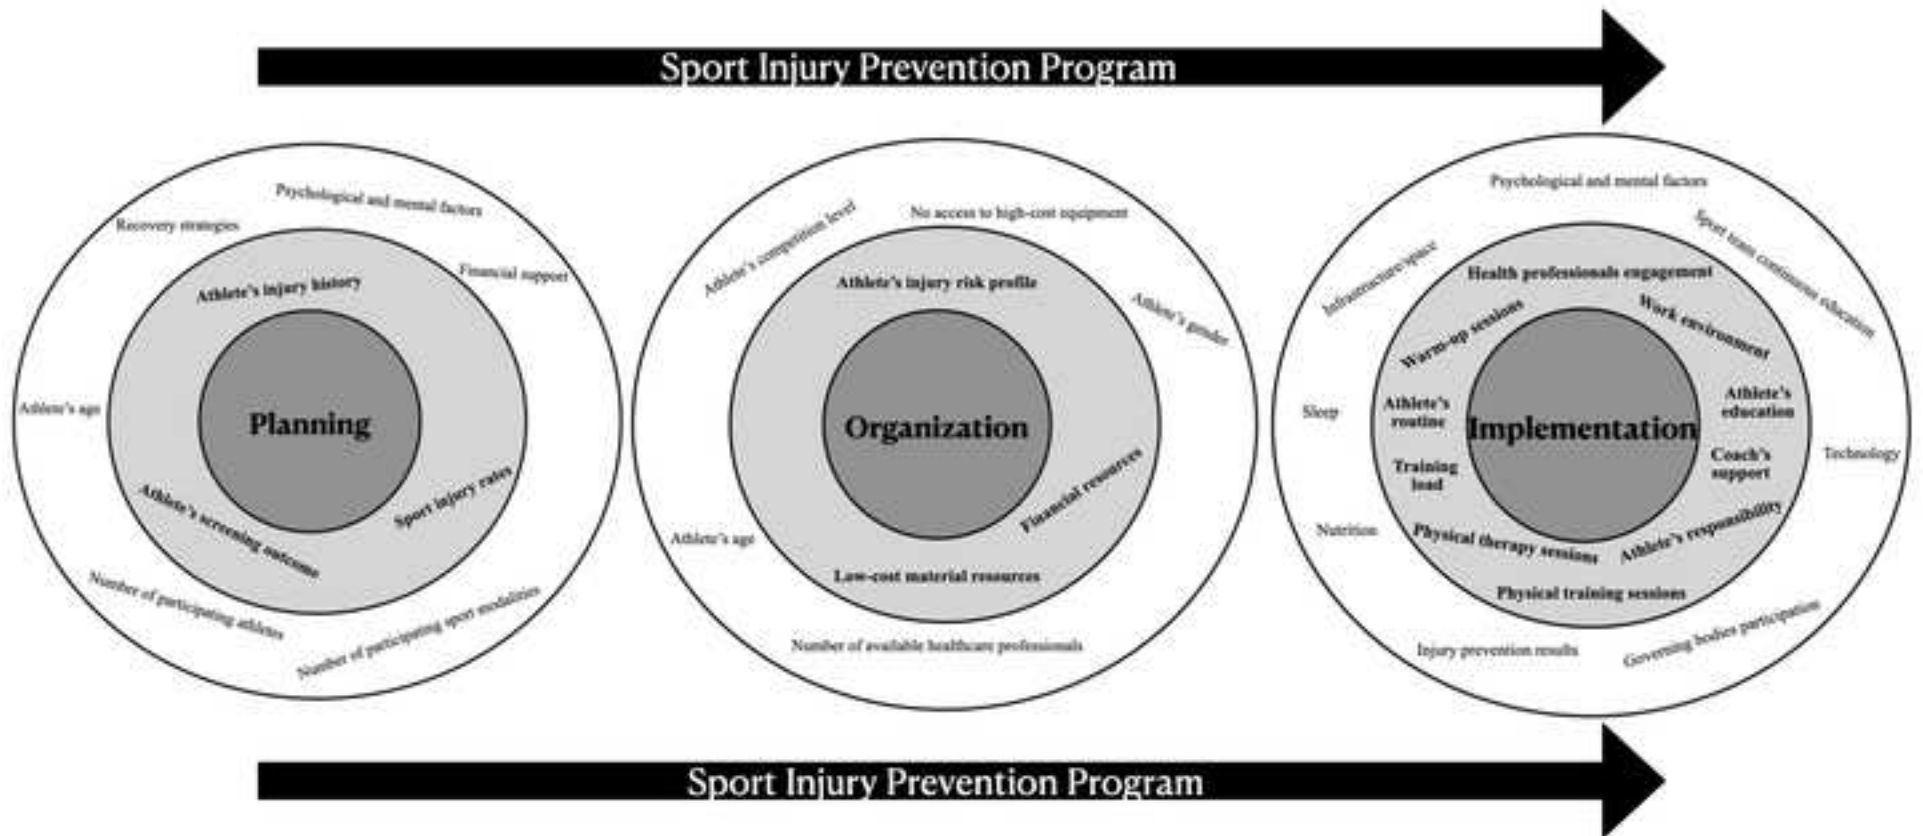 Sport Injury Prevention Program
Psychological and mental factors
Recovery strategies
Financial support
Athlete's injury history
Athlete's age
Planning
Sport injury rates
Athlete's screening outcome
Number of participating athletes
Number of participating sport modalities
Athlete's competition level
No access to high-cost equipment
Athlete's gender
Athlete's injury risk profile
Organization
Financial resources
Athlete's age
Low-cost material resources
Number of available healthcare professionals
Psychological and mental factors
Sport team continuous education
Infrastructure/space
Health professionals engagement
Warm-up sessions
Work environment
Sleep
Athlete's
routine
Implementation
Athlete's
education
Technology
Training
load
Coach's
support
Nutrition
Physical therapy sessions
Athlete's responsibility
Physical training sessions
Injury prevention results
Governing bodies participation
Sport Injury Prevention Program